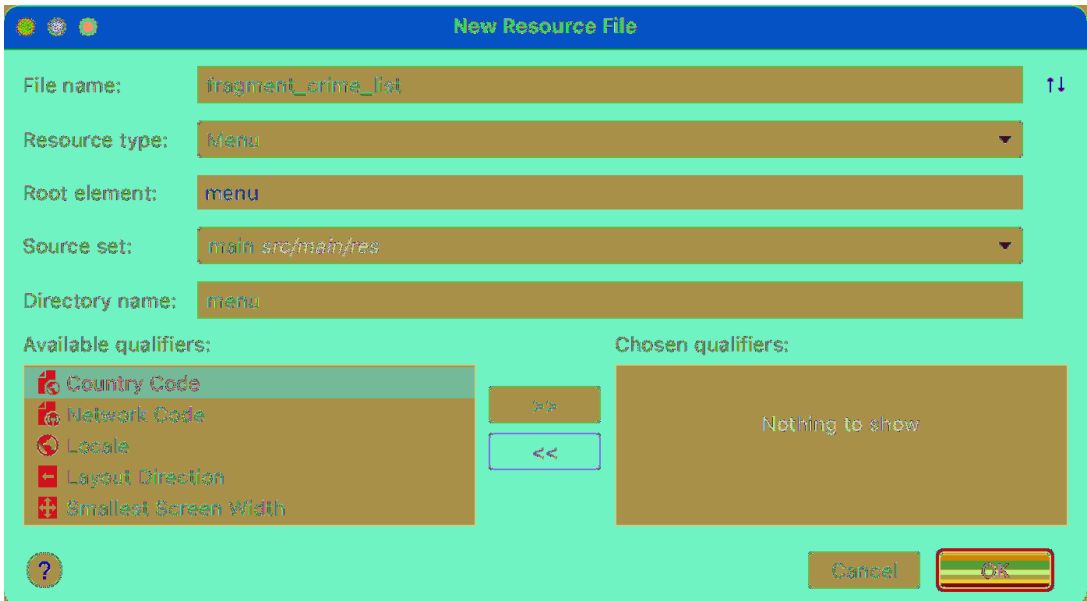 New Resource File
File name: fragment_crime_list ↑↓
Resource type: Menu
Root element: menu
Source set: main src/main/res
Directory name: menu
Available qualifiers: Chosen qualifiers:
Country Code
Network Code
Locale
Layout Direction
Smallest Screen Width
>>
<<
Nothing to show
? Cancel OK